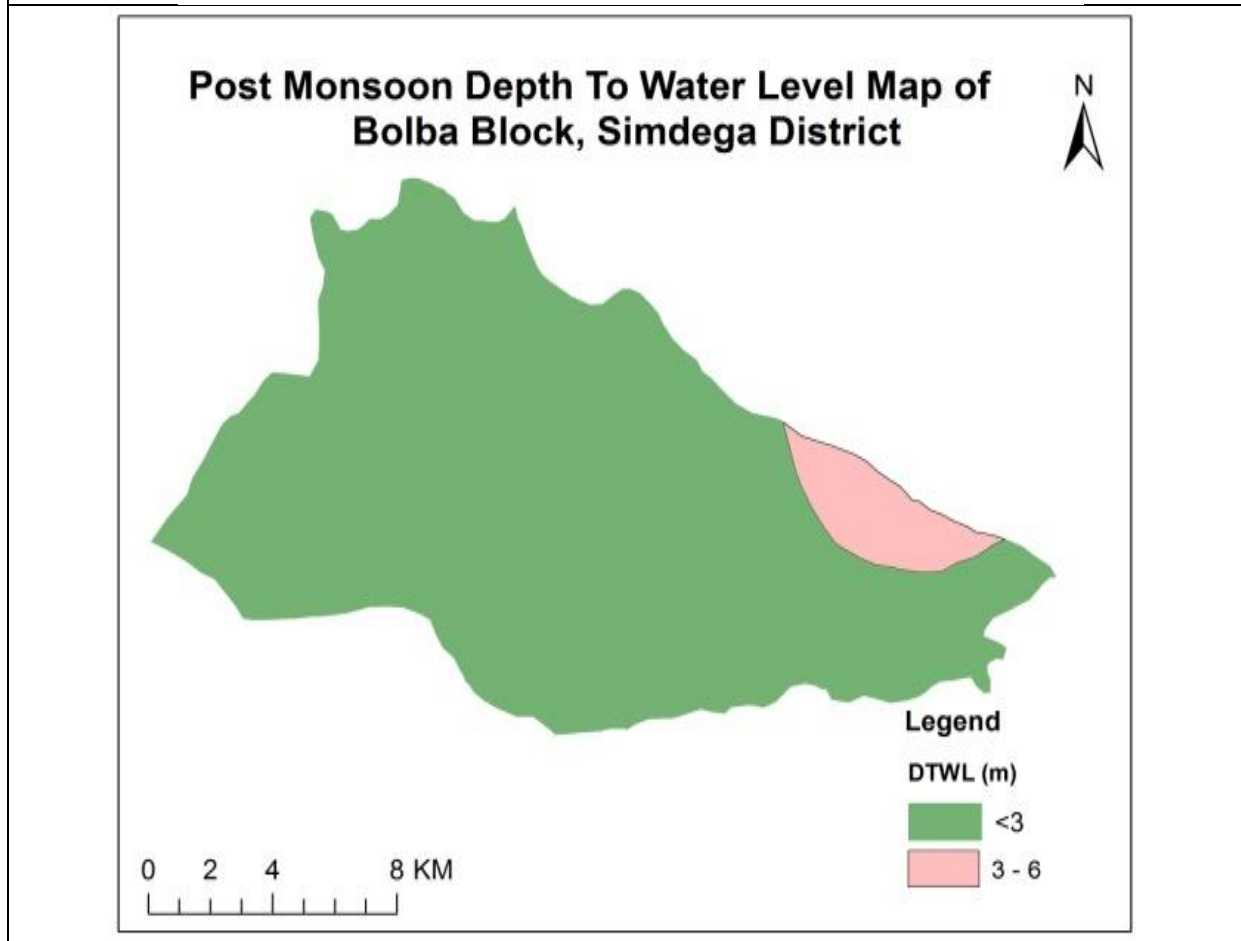 Post Monsoon Depth To Water Level Map of
Bolba Block, Simdega District
N
Legend
DTWL (m)
<3
3 - 6
0 2 4 8 KM